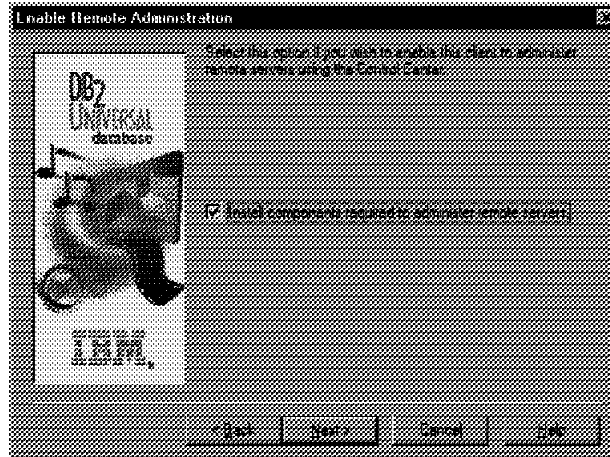 Enable Remote Administration
Select this option if you wish to enable this client to administer
remote servers using the Control Center.
DB2
UNIVERSAL
database
Install components required to administer remote servers
IBM.
< Back
Next >
Cancel
Help